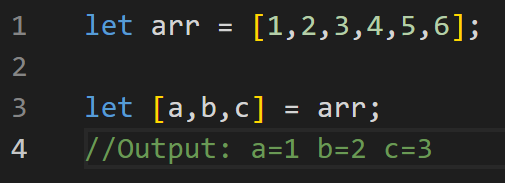 1 let arr = [1,2,3,4,5,6];
2
3 let [a,b,c] = arr;
4 //Output: a=1 b=2 c=3